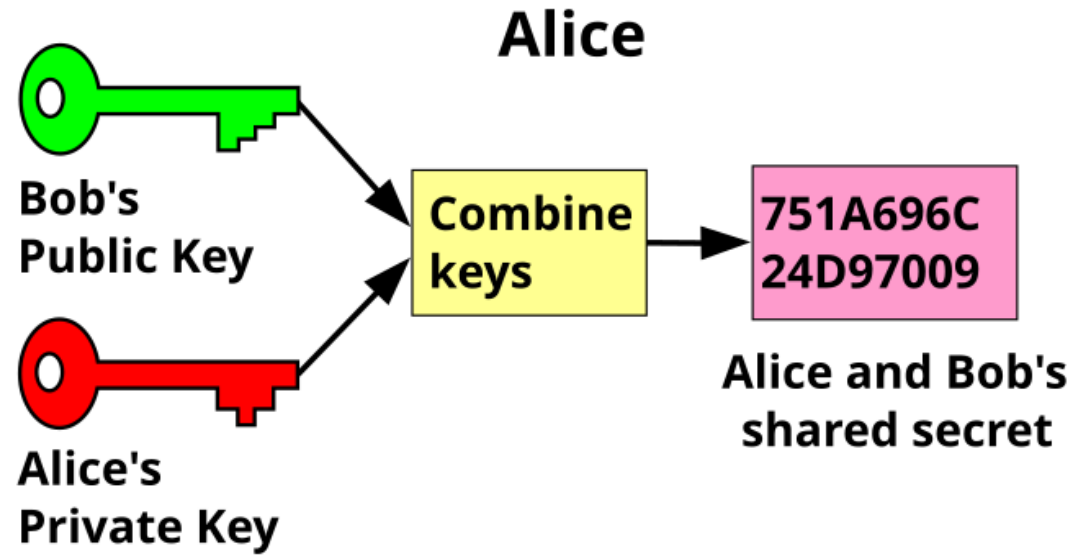 Alice
Bob's
Public Key
Combine
keys
751A696C
24D97009
Alice and Bob's
shared secret
Alice's
Private Key